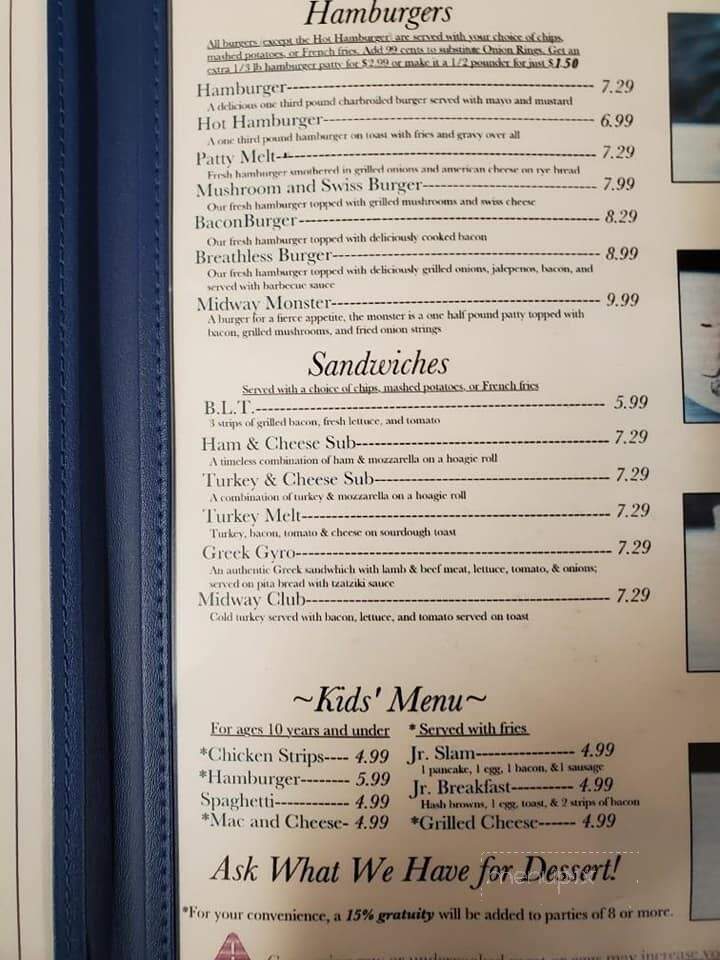 Hamburgers
All burgers (except the Hot Hamburger) are served with your choice of chips,
mashed potatoes, or French fries. Add 99 cents to substitute Onion Rings. Get an
extra 1/3 lb hamburger patty for $2.99 or make it a 1/2 pounder for just $1.50
Hamburger------------------------------ 7.29
A delicious one third pound charbroiled burger served with mayo and mustard
Hot Hamburger-------------------------- 6.99
A one third pound hamburger on toast with fries and gravy over all
Patty Melt----------------------------- 7.29
Fresh hamburger smothered in grilled onions and american cheese on rye bread
Mushroom and Swiss Burger-------------- 7.99
Our fresh hamburger topped with grilled mushrooms and swiss cheese
BaconBurger---------------------------- 8.29
Our fresh hamburger topped with deliciously cooked bacon
Breathless Burger---------------------- 8.99
Our fresh hamburger topped with deliciously grilled onions, jalepenos, bacon, and
served with barbecue sauce
Midway Monster------------------------- 9.99
A burger for a fierce appetite, the monster is a one half pound patty topped with
bacon, grilled mushrooms, and fried onion strings
Sandwiches
Served with a choice of chips, mashed potatoes, or French fries
B.L.T.--------------------------------- 5.99
3 strips of grilled bacon, fresh lettuce, and tomato
Ham & Cheese Sub----------------------- 7.29
A timeless combination of ham & mozzarella on a hoagie roll
Turkey & Cheese Sub-------------------- 7.29
A combination of turkey & mozzarella on a hoagie roll
Turkey Melt---------------------------- 7.29
Turkey, bacon, tomato & cheese on sourdough toast
Greek Gyro----------------------------- 7.29
An authentic Greek sandwhich with lamb & beef meat, lettuce, tomato, & onions;
served on pita bread with tzatziki sauce
Midway Club---------------------------- 7.29
Cold turkey served with bacon, lettuce, and tomato served on toast
~Kids' Menu~
For ages 10 years and under * Served with fries
*Chicken Strips---- 4.99
*Hamburger-------- 5.99
Spaghetti------------ 4.99
*Mac and Cheese- 4.99
Jr. Slam---------------- 4.99
1 pancake, 1 egg, 1 bacon, &1 sausage
Jr. Breakfast----------- 4.99
Hash browns, 1 egg, toast, & 2 strips of bacon
*Grilled Cheese------ 4.99
Ask What We Have for Dessert!
menupix
*For your convenience, a 15% gratuity will be added to parties of 8 or more.